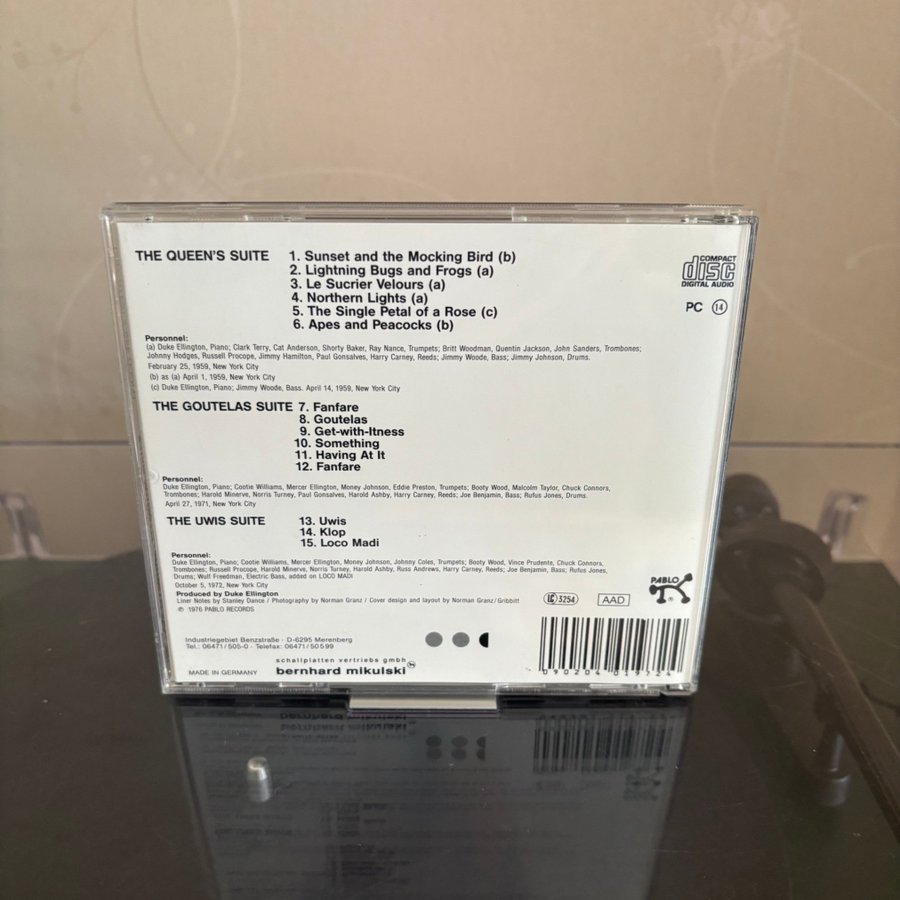 THE QUEEN'S SUITE 1. Sunset and the Mocking Bird (b)
2. Lightning Bugs and Frogs (a)
3. Le Sucrier Velours (a)
4. Northern Lights (a)
5. The Single Petal of a Rose (c)
6. Apes and Peacocks (b)
COMPACT
disc
DIGITAL AUDIO
PC 14
Personnel:
(a) Duke Ellington, Piano; Clark Terry, Cat Anderson, Shorty Baker, Ray Nance, Trumpets; Britt Woodman, Quentin Jackson, John Sanders, Trombones;
Johnny Hodges, Russell Procope, Jimmy Hamilton, Paul Gonsalves, Harry Carney, Reeds; Jimmy Woode, Bass; Jimmy Johnson, Drums.
February 25, 1959, New York City
(b) as (a) April 1, 1959, New York City
(c) Duke Ellington, Piano; Jimmy Woode, Bass. April 14, 1959, New York City
THE GOUTELAS SUITE 7. Fanfare
8. Goutelas
9. Get-with-Itness
10. Something
11. Having At It
12. Fanfare
Personnel:
Duke Ellington, Piano; Cootie Williams, Mercer Ellington, Money Johnson, Eddie Preston, Trumpets; Booty Wood, Malcolm Taylor, Chuck Connors,
Trombones; Harold Minerve, Norris Turney, Paul Gonsalves, Harold Ashby, Harry Carney, Reeds; Joe Benjamin, Bass; Rufus Jones, Drums.
April 27, 1971, New York City
THE UWIS SUITE 13. Uwis
14. Klop
15. Loco Madi
Personnel:
Duke Ellington, Piano; Cootie Williams, Mercer Ellington, Money Johnson, Johnny Coles, Trumpets; Booty Wood, Vince Prudente, Chuck Connors,
Trombones; Russell Procope, Harold Minerve, Norris Turney, Harold Ashby, Russ Andrews, Harry Carney, Reeds; Joe Benjamin, Bass; Rufus Jones,
Drums; Wulf Freedman, Electric Bass, added on LOCO MADI
October 5, 1972, New York City
Produced by Duke Ellington
Liner Notes by Stanley Dance / Photography by Norman Granz / Cover design and layout by Norman Granz/Gribbitt
℗ 1976 PABLO RECORDS
LC 3254
AAD
PABLO
®
Industriegebiet Benzstraße · D-6295 Merenberg
Tel.: 06471/505-0 · Telefax: 06471/50599
schallplatten vertriebs gmbh
MADE IN GERMANY bernhard mikulski
090204 019724